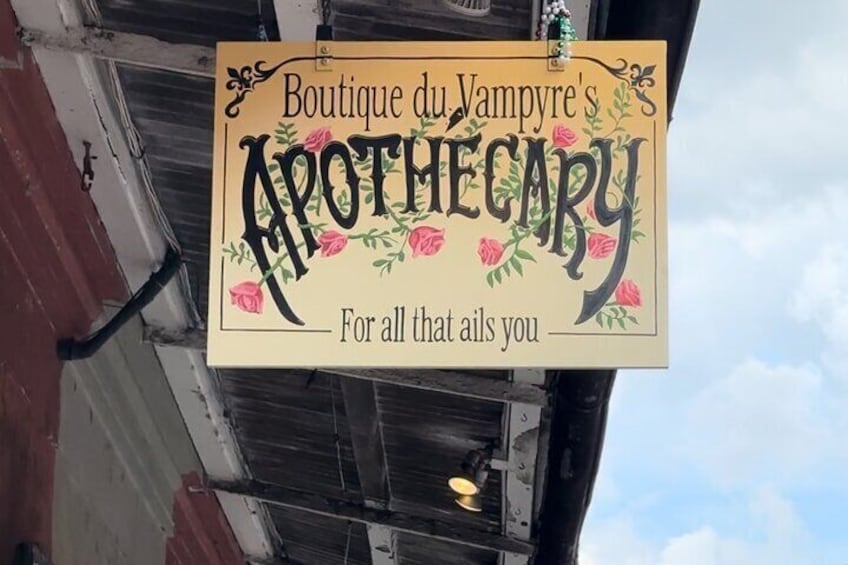 Boutique du Vampyre's
APOTHÉCARY
For all that ails you